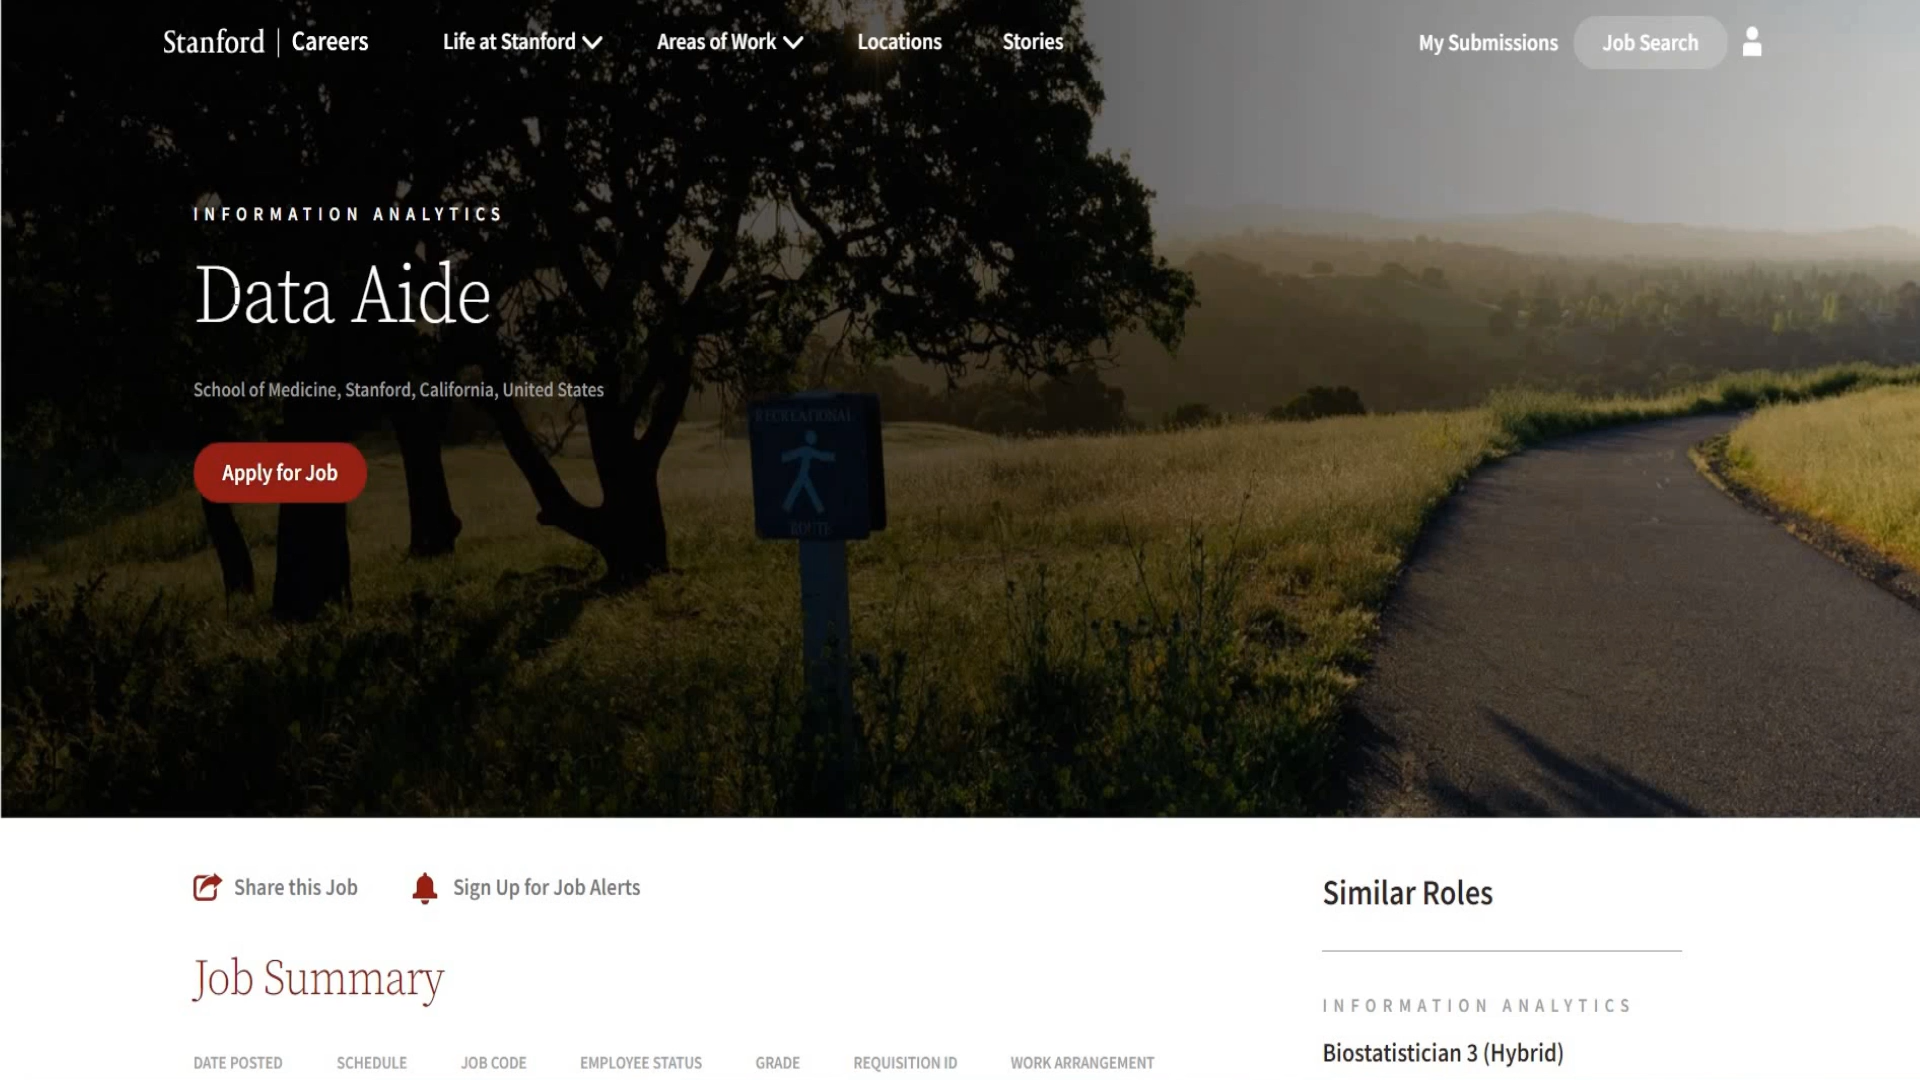 Stanford | Careers
Life at Stanford
Areas of Work
Locations
Stories
My Submissions
Job Search
INFORMATION ANALYTICS
Data Aide
School of Medicine, Stanford, California, United States
Apply for Job
RECREATIONAL
ROUTE
Share this Job
Sign Up for Job Alerts
Job Summary
DATE POSTED
SCHEDULE
JOB CODE
EMPLOYEE STATUS
GRADE
REQUISITION ID
WORK ARRANGEMENT
Similar Roles
INFORMATION ANALYTICS
Biostatistician 3 (Hybrid)